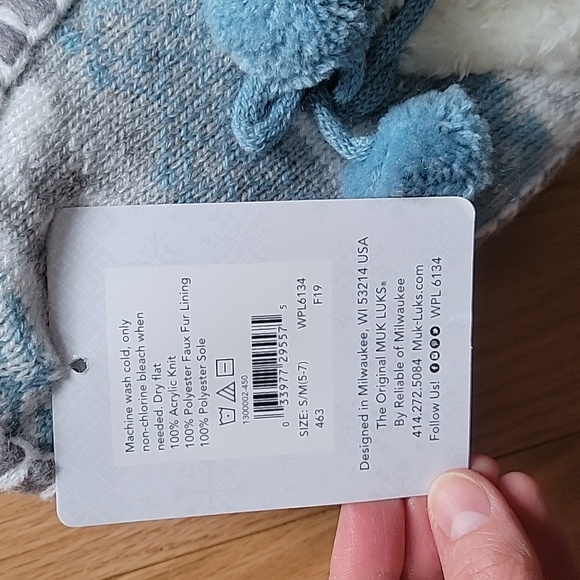 Machine wash cold, only
non-chlorine bleach when
needed. Dry flat
100% Acrylic Knit
100% Polyester Faux Fur Lining
100% Polyester Sole
1300002-450
0 33977 29557 5
SIZE: S/M(5-7) WPL6134
463 F19
Designed in Milwaukee, WI 53214 USA
The Original MUK LUKS®
By Reliable of Milwaukee
414.272.5084 Muk-Luks.com
Follow Us! WPL 6134